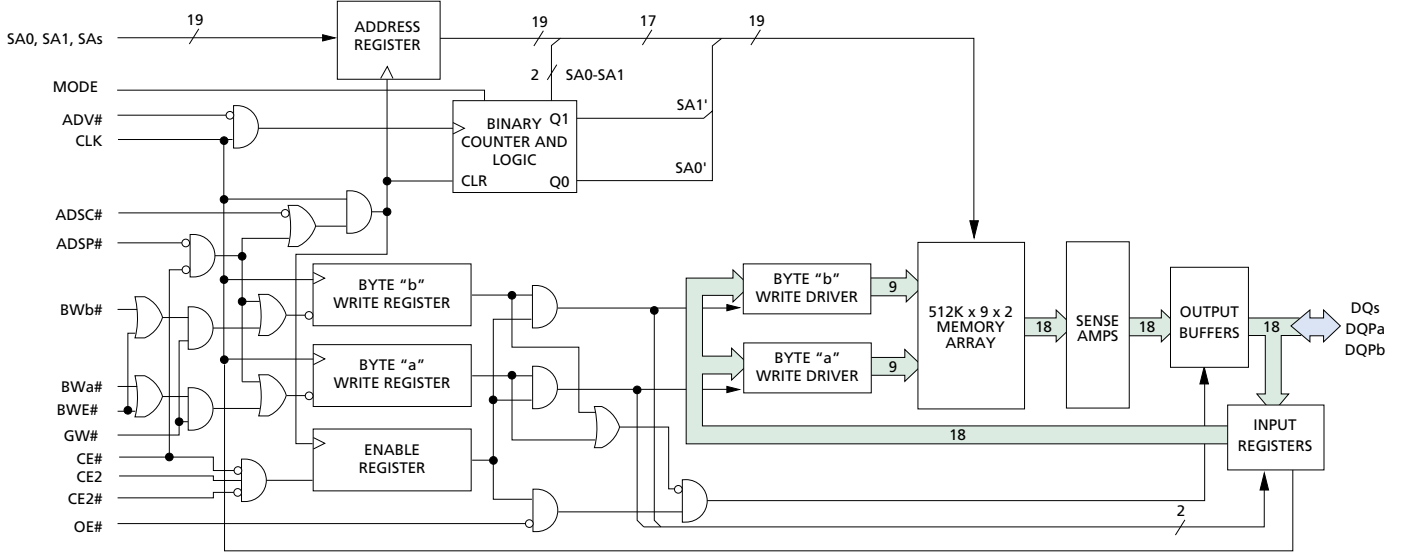 19
19
17
19
SA0, SA1, SAs
ADDRESS
REGISTER
2
SA0-SA1
MODE
ADV#
CLK
BINARY
COUNTER AND
LOGIC
Q1
CLR
Q0
SA1'
SA0'
ADSC#
ADSP#
BYTE “b”
WRITE REGISTER
BYTE “b”
WRITE DRIVER
9
512K x 9 x 2
MEMORY
ARRAY
18
SENSE
AMPS
18
OUTPUT
BUFFERS
18
DQs
DQPa
DQPb
BWb#
BYTE “a”
WRITE REGISTER
BYTE “a”
WRITE DRIVER
9
BWa#
BWE#
GW#
CE#
CE2
CE2#
OE#
ENABLE
REGISTER
18
INPUT
REGISTERS
2